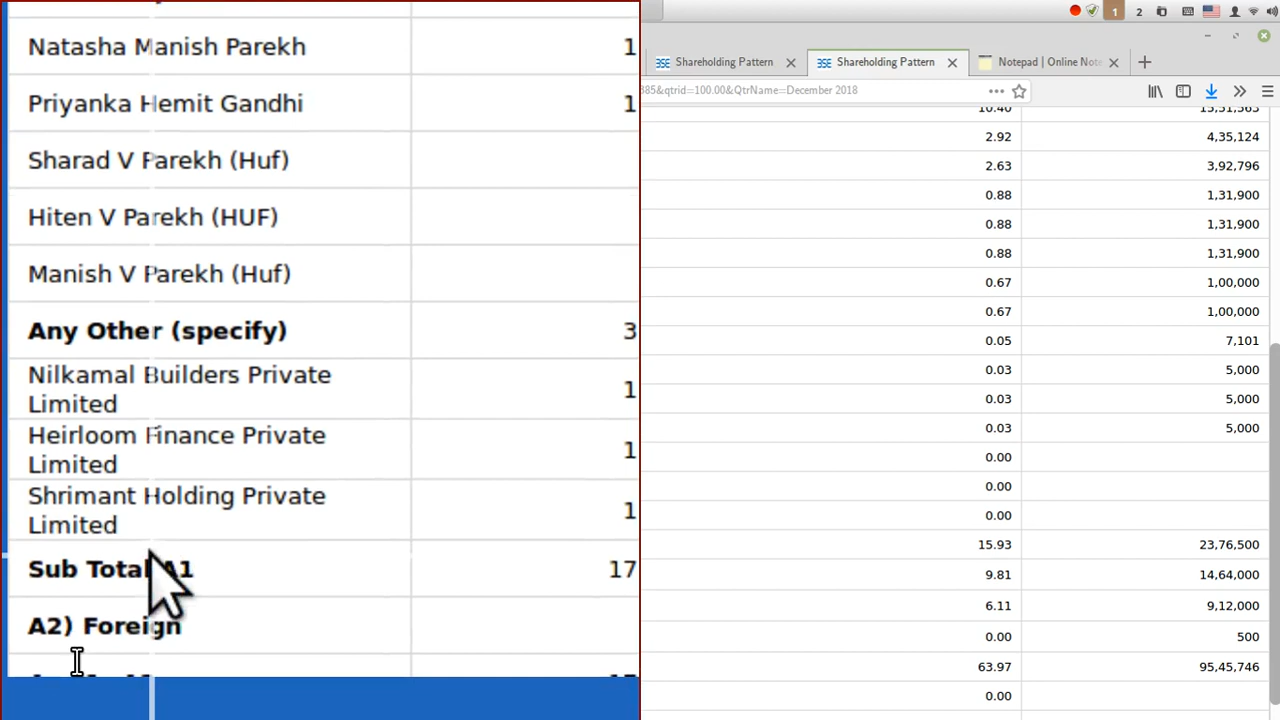 Natasha Manish Parekh 1
Priyanka Hemit Gandhi 1
Sharad V Parekh (Huf)
Hiten V Parekh (HUF)
Manish V Parekh (Huf)
Any Other (specify) 3
Nilkamal Builders Private
Limited 1
Heirloom Finance Private
Limited 1
Shrimant Holding Private
Limited 1
Sub Total A1 17
A2) Foreign
1 2
Shareholding Pattern Shareholding Pattern Notepad | Online Note
385&qtrid=100.00&QtrName=December 2018
10.40 15,51,563
2.92 4,35,124
2.63 3,92,796
0.88 1,31,900
0.88 1,31,900
0.88 1,31,900
0.67 1,00,000
0.67 1,00,000
0.05 7,101
0.03 5,000
0.03 5,000
0.03 5,000
0.00
0.00
0.00
15.93 23,76,500
9.81 14,64,000
6.11 9,12,000
0.00 500
63.97 95,45,746
0.00